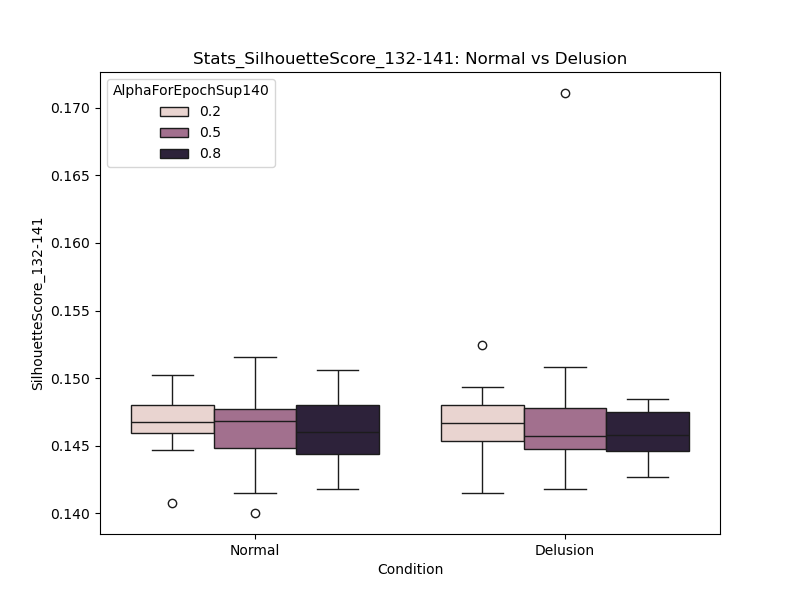 Stats_SilhouetteScore_132-141: Normal vs Delusion
AlphaForEpochSup140
0.2
0.5
0.8
0.170
0.165
0.160
0.155
0.150
0.145
0.140
SilhouetteScore_132-141
Normal
Delusion
Condition